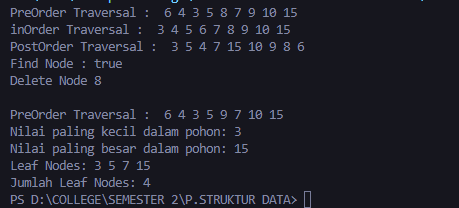 PreOrder Traversal :  6 4 3 5 8 7 9 10 15
inOrder Traversal :  3 4 5 6 7 8 9 10 15
PostOrder Traversal :  3 5 4 7 15 10 9 8 6
Find Node : true
Delete Node 8
PreOrder Traversal :  6 4 3 5 9 7 10 15
Nilai paling kecil dalam pohon: 3
Nilai paling besar dalam pohon: 15
Leaf Nodes: 3 5 7 15
Jumlah Leaf Nodes: 4
PS D:\COLLEGE\SEMESTER 2\P.STRUKTUR DATA>